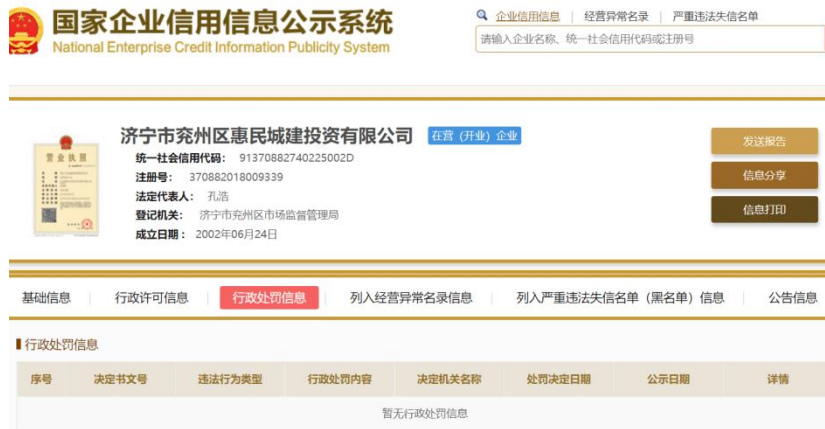 国家企业信用信息公示系统
National Enterprise Credit Information Publicity System
企业信用信息 | 经营异常名录 | 严重违法失信名单
请输入企业名称、统一社会信用代码或注册号
营业执照
济宁市兖州区惠民城建投资有限公司 在营（开业）企业
统一社会信用代码： 91370882740225002D
注册号： 370882018009339
法定代表人： 孔浩
登记机关： 济宁市兖州区市场监督管理局
成立日期： 2002年06月24日
发送报告
信息分享
信息打印
基础信息 行政许可信息 行政处罚信息 列入经营异常名录信息 列入严重违法失信名单（黑名单）信息 公告信息
行政处罚信息
序号 决定书文号 违法行为类型 行政处罚内容 决定机关名称 处罚决定日期 公示日期 详情
暂无行政处罚信息